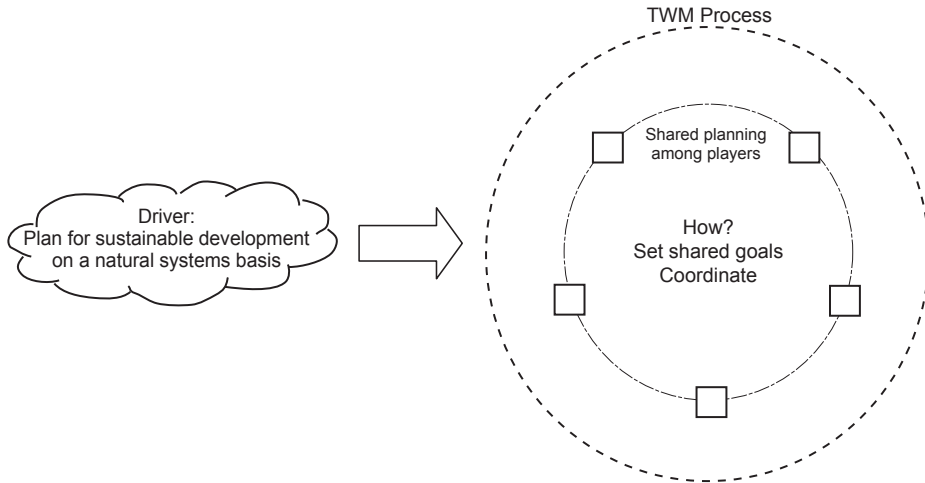 TWM Process
Shared planning
among players
Driver:
Plan for sustainable development
on a natural systems basis
How?
Set shared goals
Coordinate